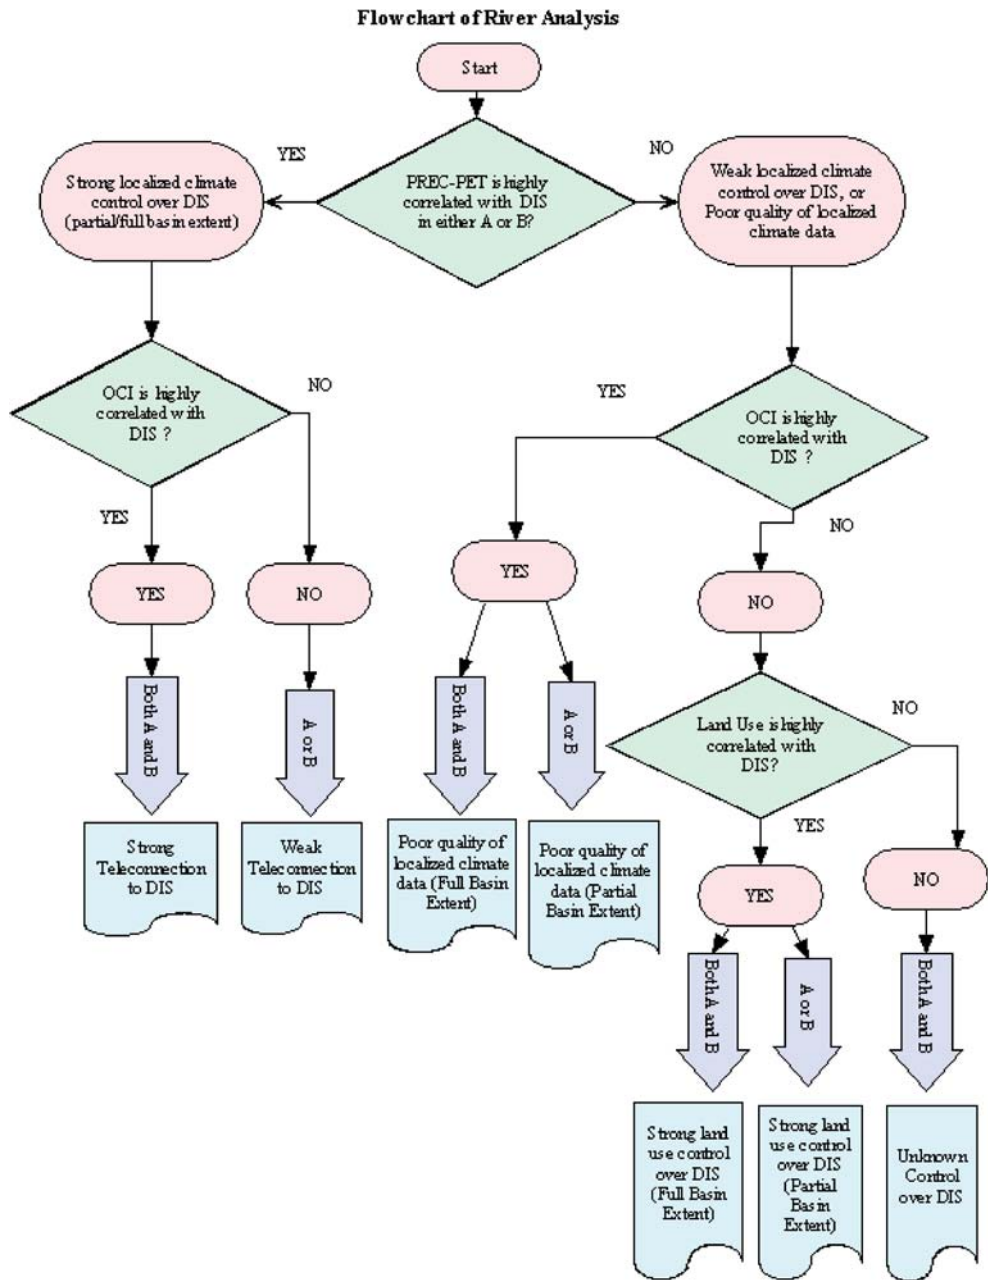 Flowchart of River Analysis
Start
YES
NO
Strong localized climate
control over DIS
(partial/full basin extent)
PREC-PET is highly
correlated with DIS
in either A or B?
Weak localized climate
control over DIS, or
Poor quality of localized
climate data
OCI is highly
correlated with
DIS ?
NO
YES
OCI is highly
correlated with
DIS ?
YES
NO
YES
NO
YES
NO
Both A and B
A or B
Both A and B
A or B
Land Use is highly
correlated with
DIS?
NO
YES
Strong
Teleconnection
to DIS
Weak
Teleconnection
to DIS
Poor quality of
localized climate
data (Full Basin
Extent)
Poor quality of
localized climate
data (Partial
Basin Extent)
YES
NO
Both A and B
A or B
Both A and B
Strong land
use control
over DIS
(Full Basin
Extent)
Strong land
use control
over DIS
(Partial
Basin
Extent)
Unknown
Control
over DIS